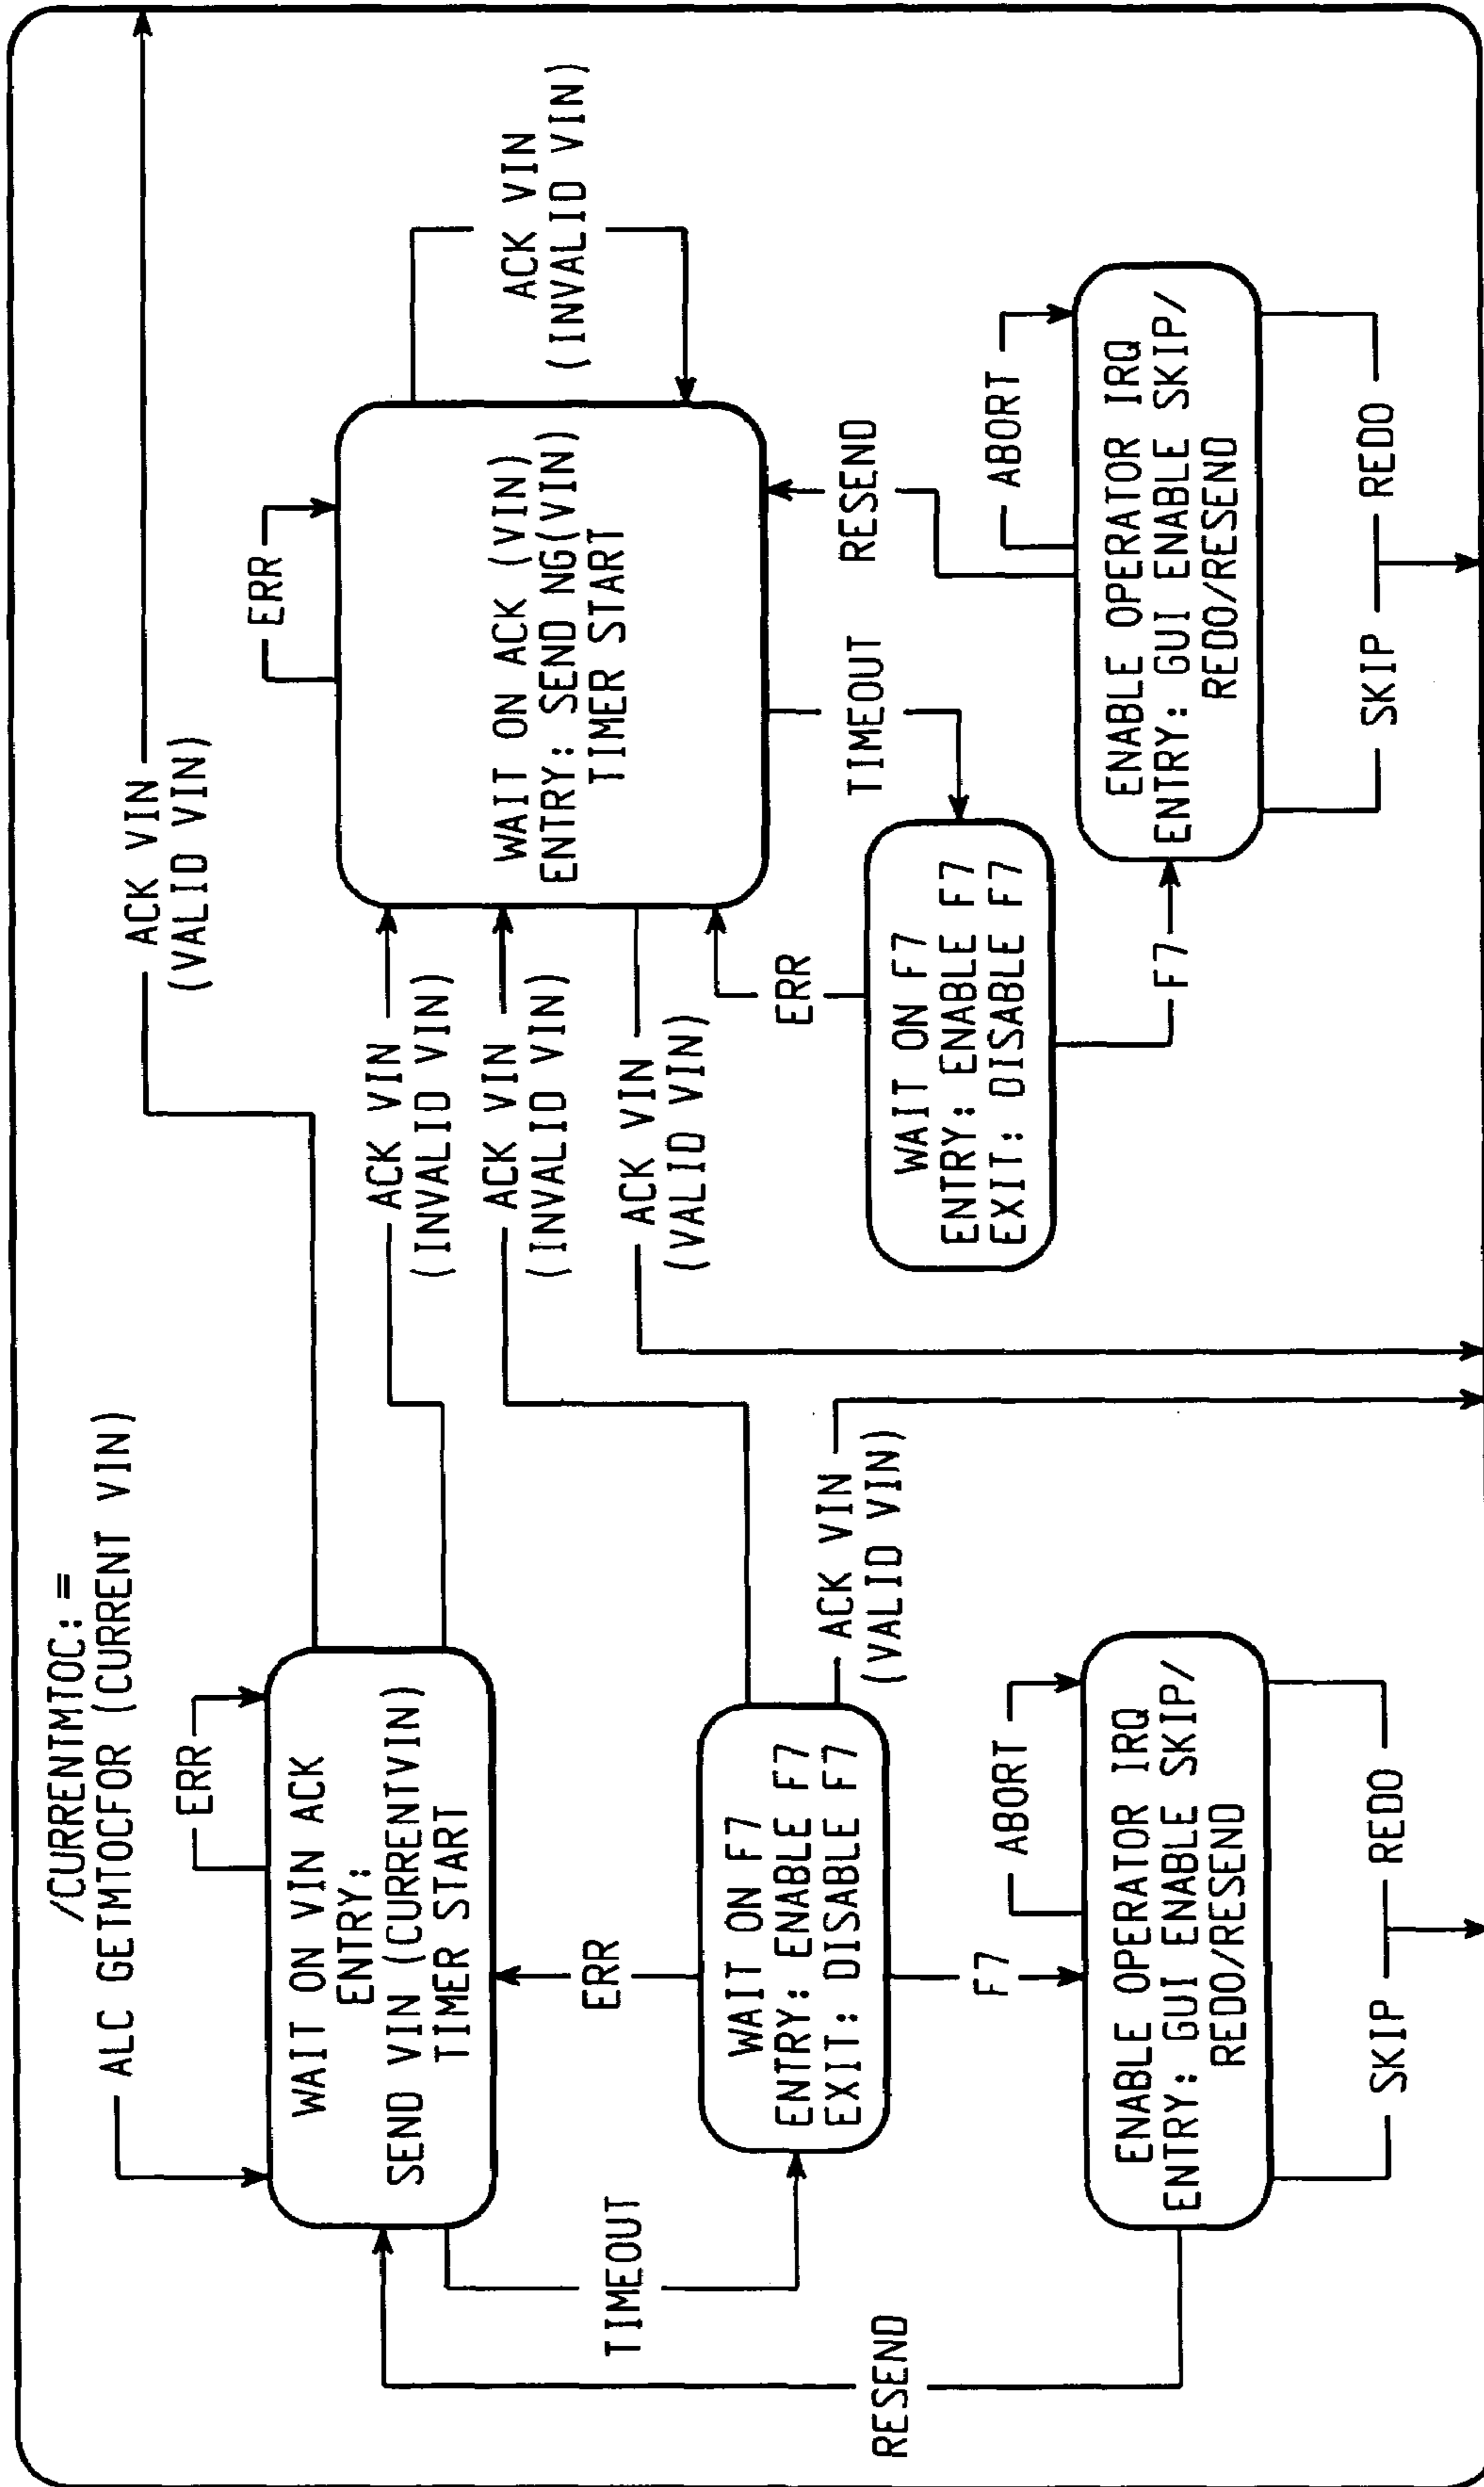 /CURRENTMTOC:=
ALC GETMTOCFOR (CURRENT VIN)
ERR
WAIT ON VIN ACK
ENTRY:
SEND VIN (CURRENTVIN)
TIMER START
TIMEOUT
ERR
WAIT ON F7
ENTRY: ENABLE F7
EXIT: DISABLE F7
RESEND
F7
ABORT
ENABLE OPERATOR IRQ
ENTRY: GUI ENABLE SKIP/
REDO/RESEND
SKIP
REDO
ACK VIN
(VALID VIN)
ACK VIN
(VALID VIN)
ACK VIN
(INVALID VIN)
ACK VIN
(INVALID VIN)
ACK VIN
(VALID VIN)
ERR
WAIT ON ACK (VIN)
ENTRY: SEND NG(VIN)
TIMER START
ACK VIN
(INVALID VIN)
ERR
TIMEOUT
RESEND
WAIT ON F7
ENTRY: ENABLE F7
EXIT: DISABLE F7
F7
ABORT
ENABLE OPERATOR IRQ
ENTRY: GUI ENABLE SKIP/
REDO/RESEND
SKIP
REDO